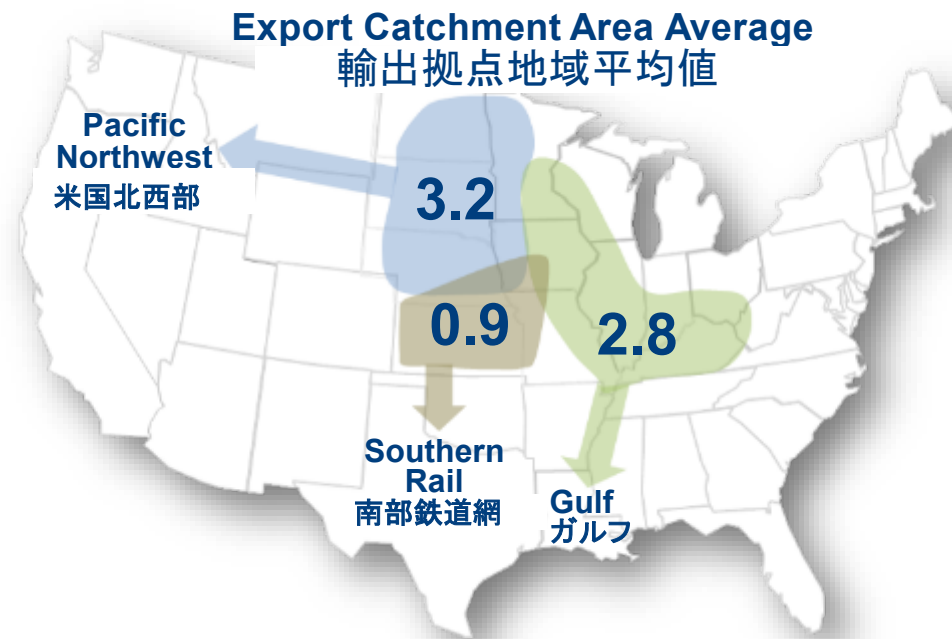 Export Catchment Area Average
輸出拠点地域平均値
Pacific
Northwest
米国北西部
3.2
0.9
2.8
Southern
Rail
南部鉄道網
Gulf
ガルフ